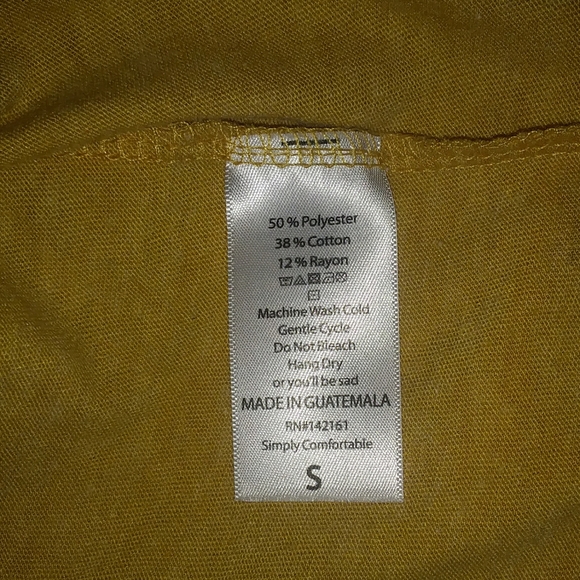 50 % Polyester
38 % Cotton
12 % Rayon
Machine Wash Cold
Gentle Cycle
Do Not Bleach
Hang Dry
or you'll be sad
MADE IN GUATEMALA
RN#142161
Simply Comfortable
S